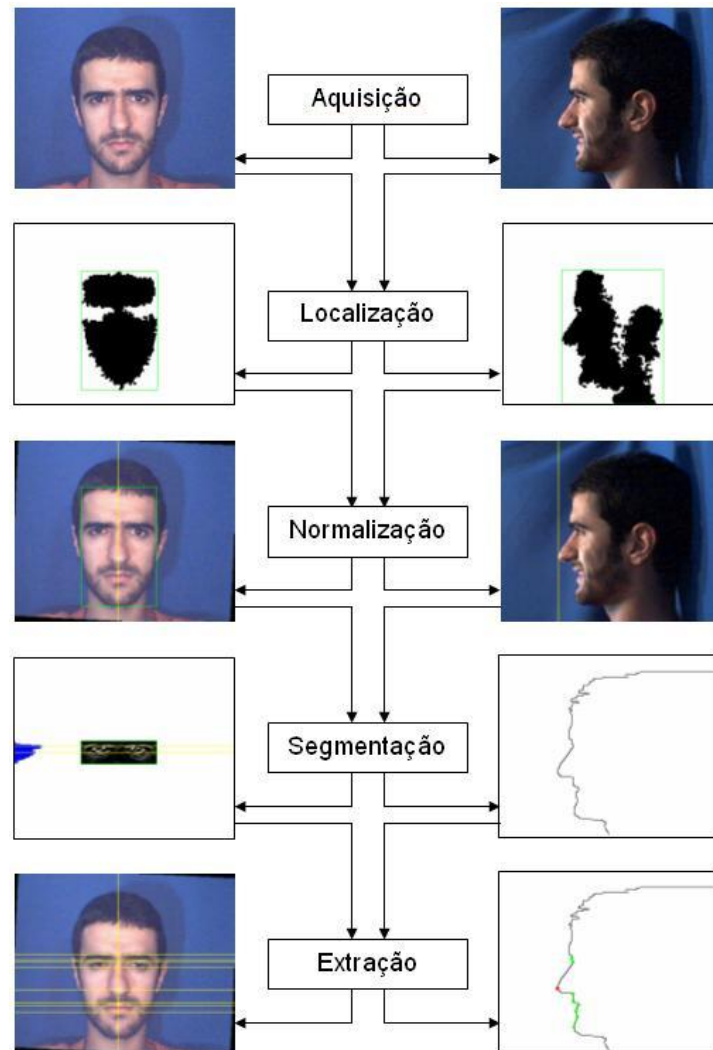 Aquisição
Localização
Normalização
Segmentação
Extração